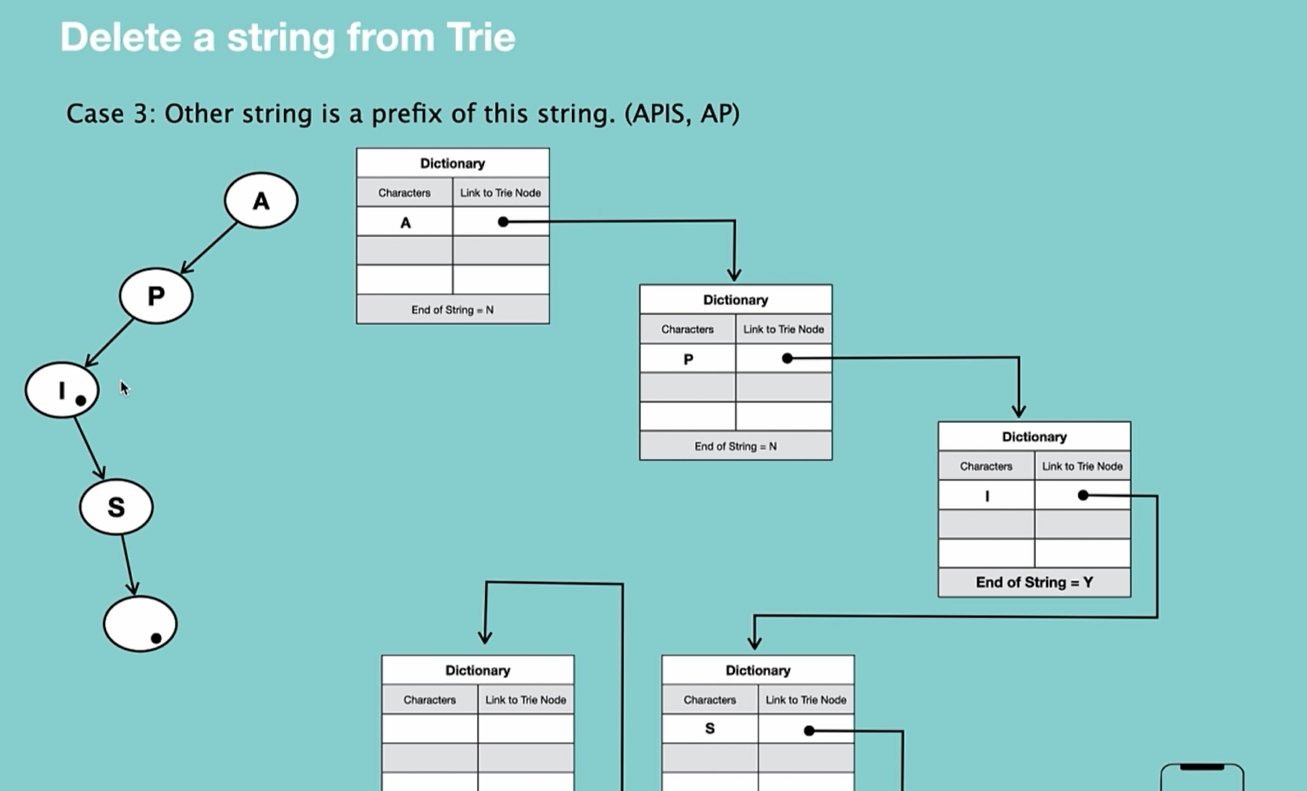 Delete a string from Trie
Case 3: Other string is a prefix of this string. (APIS, AP)
A
P
I
S
Dictionary
Characters Link to Trie Node
A
End of String = N
Dictionary
Characters Link to Trie Node
P
End of String = N
Dictionary
Characters Link to Trie Node
I
End of String = Y
Dictionary
Characters Link to Trie Node
Dictionary
Characters Link to Trie Node
S